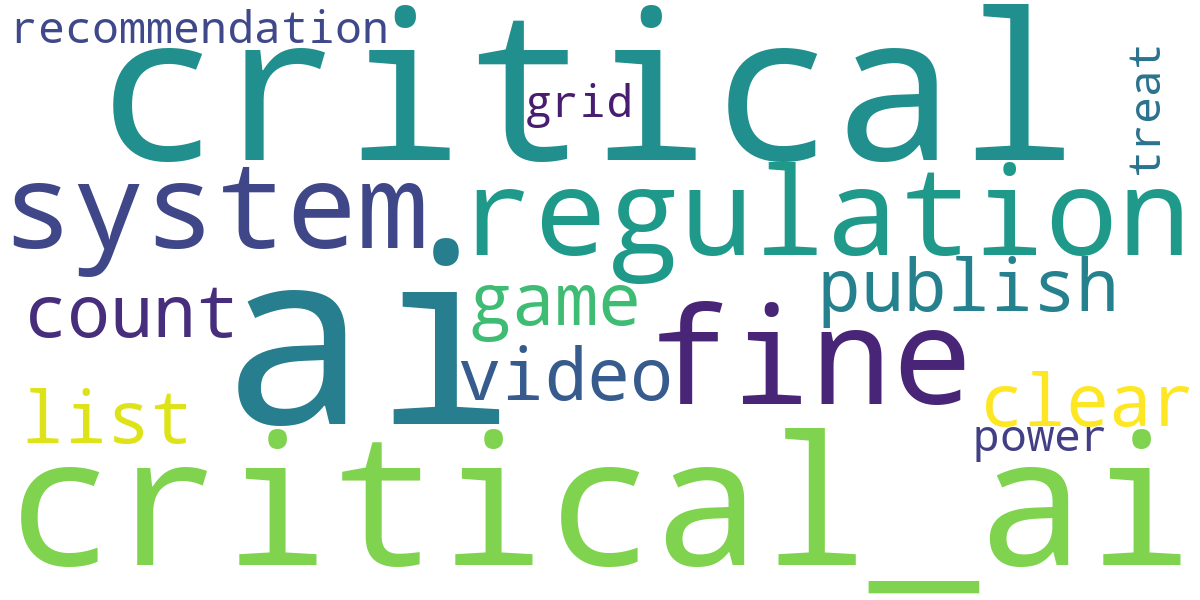 recommendation
critical
grid
treat
system
regulation
count
ai
game
publish
video
fine
list
clear
power
critical_ai